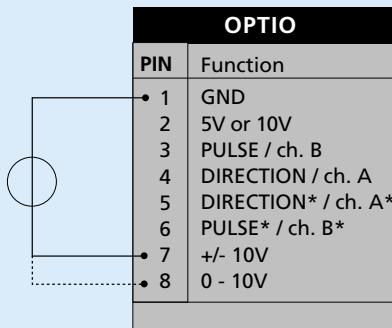 OPTIO
PIN Function
1 GND
2 5V or 10V
3 PULSE / ch. B
4 DIRECTION / ch. A
5 DIRECTION* / ch. A*
6 PULSE* / ch. B*
7 +/- 10V
8 0 - 10V